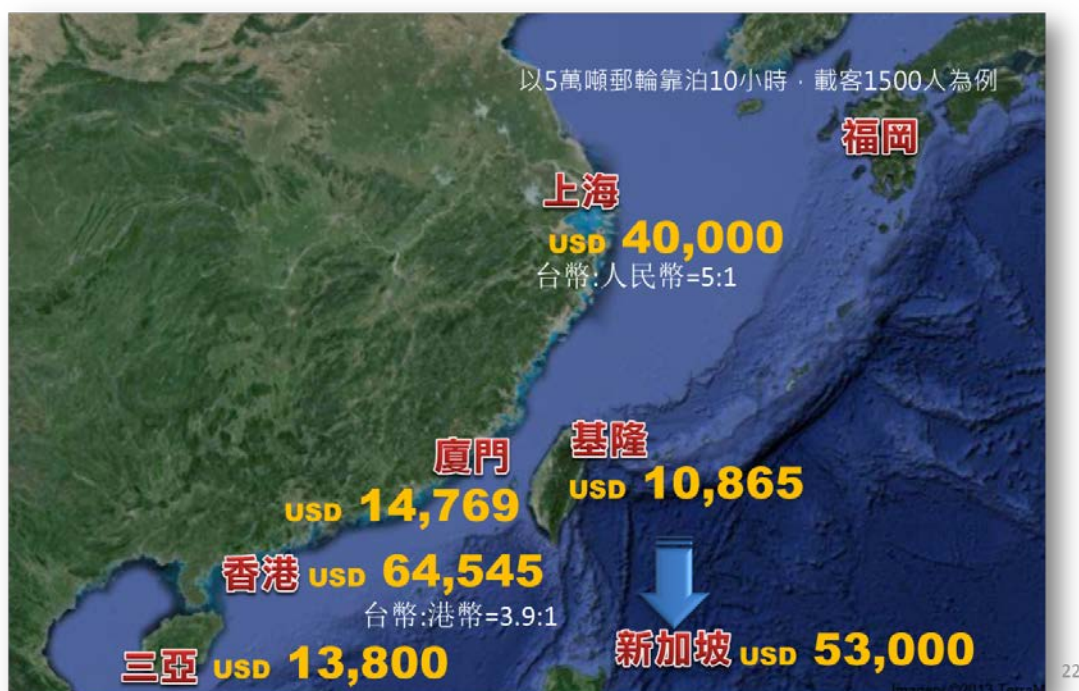 以5萬噸郵輪靠泊10小時，載客1500人為例
福岡
上海
USD 40,000
台幣:人民幣=5:1
基隆
USD 10,865
廈門
USD 14,769
香港 USD 64,545
台幣:港幣=3.9:1
三亞 USD 13,800
新加坡 USD 53,000
22